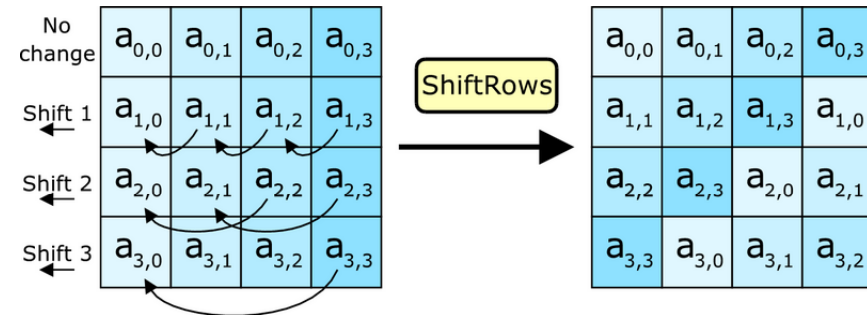 No
change
a0,0 a0,1 a0,2 a0,3
Shift 1
a1,0 a1,1 a1,2 a1,3
Shift 2
a2,0 a2,1 a2,2 a2,3
Shift 3
a3,0 a3,1 a3,2 a3,3
ShiftRows
a0,0 a0,1 a0,2 a0,3
a1,1 a1,2 a1,3 a1,0
a2,2 a2,3 a2,0 a2,1
a3,3 a3,0 a3,1 a3,2